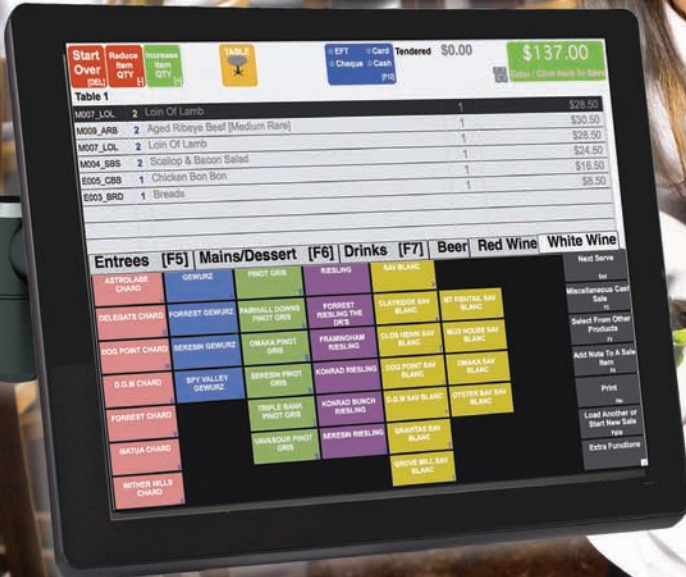 Start Over [DEL]
Reduce Item QTY [-]
Increase Item QTY [+]
TABLE
EFT Card
Cheque Cash
[F12]
Tendered $0.00
$137.00
Enter / Click Here To Save
Table 1
M007_LOL 2 Loin Of Lamb 1 $28.50
M009_ARB 2 Aged Ribeye Beef [Medium Rare] 1 $30.50
M007_LOL 2 Loin Of Lamb 1 $28.50
M004_SBS 2 Scallop & Bacon Salad 1 $24.50
E005_CBB 1 Chicken Bon Bon 1 $16.50
E003_BRD 1 Breads 1 $8.50
Entrees [F5] Mains/Dessert [F6] Drinks [F7] Beer Red Wine White Wine
ASTROLABE CHARD
GEWURZ
PINOT GRIS
RIESLING
SAV BLANC
Next Serve
DELEGATS CHARD
FORREST GEWURZ
FAIRHALL DOWNS PINOT GRIS
FORREST RIESLING THE DR'S
CLAYRIDGE SAV BLANC
MT FISHTAIL SAV BLANC
Miscellaneous Cash Sale
DOG POINT CHARD
SERESIN GEWURZ
OMAKA PINOT GRIS
FRAMINGHAM RIESLING
CLOS HENRI SAV BLANC
MUD HOUSE SAV BLANC
Select From Other Products
D.G.M CHARD
SPY VALLEY GEWURZ
SERESIN PINOT GRIS
KONRAD RIESLING
DOG POINT SAV BLANC
OMAKA SAV BLANC
Add Note To A Sale Item
FORREST CHARD
TRIPLE BANK PINOT GRIS
KONRAD BUNCH RIESLING
D.G.M SAV BLANC
OYSTER BAY SAV BLANC
Print
MATUA CHARD
VAVASOUR PINOT GRIS
SERESIN RIESLING
GRAVITAS SAV BLANC
Load Another or Start New Sale
WITHER HILLS CHARD
GROVE MILL SAV BLANC
Extra Functions